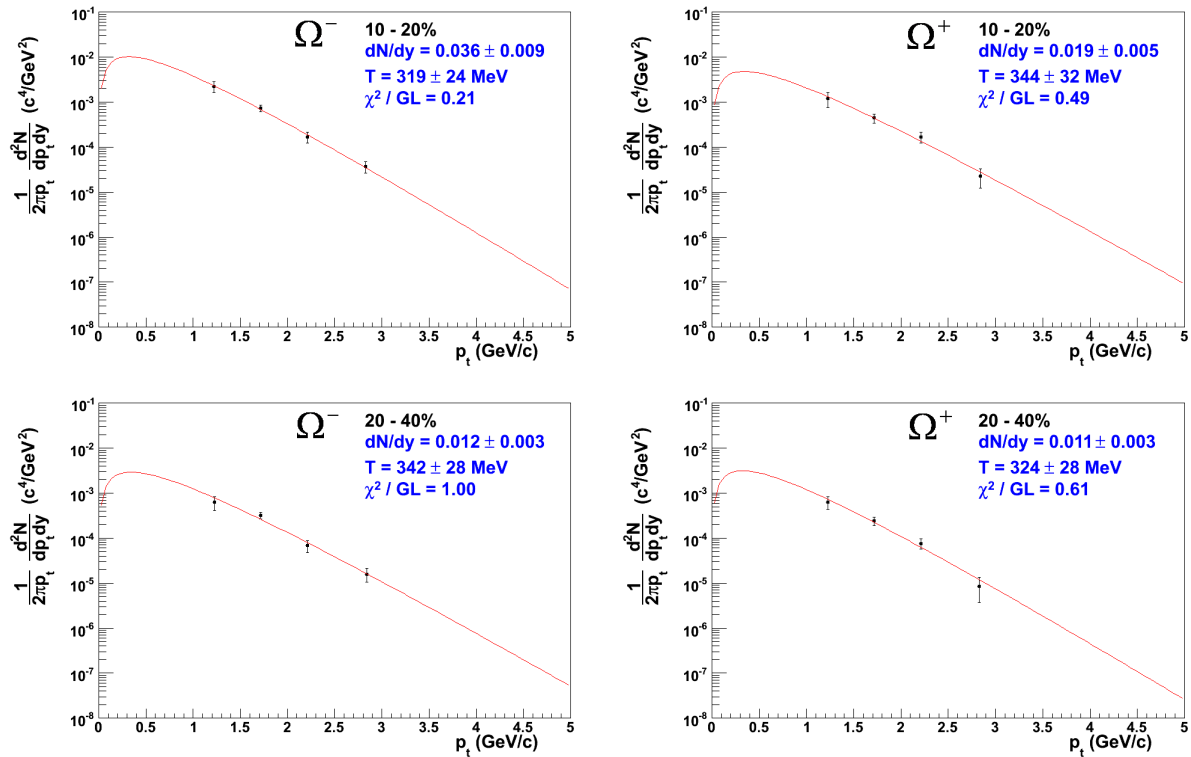 Ω⁻ 10 - 20%
dN/dy = 0.036 ± 0.009
T = 319 ± 24 MeV
χ² / GL = 0.21
1/2πpₜ d²N/dpₜdy (c⁴/GeV²)
10⁻¹
10⁻²
10⁻³
10⁻⁴
10⁻⁵
10⁻⁶
10⁻⁷
10⁻⁸
0 0.5 1 1.5 2 2.5 3 3.5 4 4.5 5
pₜ (GeV/c)
Ω⁺ 10 - 20%
dN/dy = 0.019 ± 0.005
T = 344 ± 32 MeV
χ² / GL = 0.49
1/2πpₜ d²N/dpₜdy (c⁴/GeV²)
10⁻¹
10⁻²
10⁻³
10⁻⁴
10⁻⁵
10⁻⁶
10⁻⁷
10⁻⁸
0 0.5 1 1.5 2 2.5 3 3.5 4 4.5 5
pₜ (GeV/c)
Ω⁻ 20 - 40%
dN/dy = 0.012 ± 0.003
T = 342 ± 28 MeV
χ² / GL = 1.00
1/2πpₜ d²N/dpₜdy (c⁴/GeV²)
10⁻¹
10⁻²
10⁻³
10⁻⁴
10⁻⁵
10⁻⁶
10⁻⁷
10⁻⁸
0 0.5 1 1.5 2 2.5 3 3.5 4 4.5 5
pₜ (GeV/c)
Ω⁺ 20 - 40%
dN/dy = 0.011 ± 0.003
T = 324 ± 28 MeV
χ² / GL = 0.61
1/2πpₜ d²N/dpₜdy (c⁴/GeV²)
10⁻¹
10⁻²
10⁻³
10⁻⁴
10⁻⁵
10⁻⁶
10⁻⁷
10⁻⁸
0 0.5 1 1.5 2 2.5 3 3.5 4 4.5 5
pₜ (GeV/c)